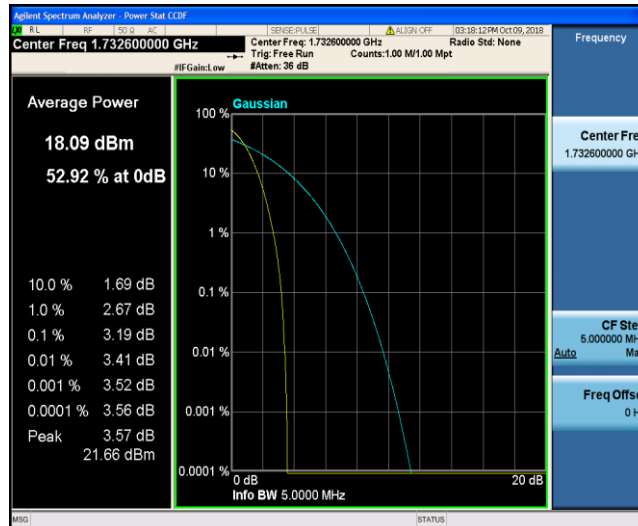 Agilent Spectrum Analyzer - Power Stat CCDF
RL RF 50 Ω AC SENSE:PULSE ALIGN OFF 03:18:12 PM Oct 09, 2018
Center Freq 1.732600000 GHz
Center Freq: 1.732600000 GHz Radio Std: None
Trig: Free Run Counts:1.00 M/1.00 Mpt
#IFGain:Low #Atten: 36 dB
Frequency
Average Power
18.09 dBm
52.92 % at 0dB
10.0 % 1.69 dB
1.0 % 2.67 dB
0.1 % 3.19 dB
0.01 % 3.41 dB
0.001 % 3.52 dB
0.0001 % 3.56 dB
Peak 3.57 dB
21.66 dBm
Gaussian
100 %
10 %
1 %
0.1 %
0.01 %
0.001 %
0.0001 %
0 dB 20 dB
Info BW 5.0000 MHz
Center Fre
1.732600000 GH
CF Ste
5.000000 MH
Auto Ma
Freq Offs
0 H
MSG STATUS